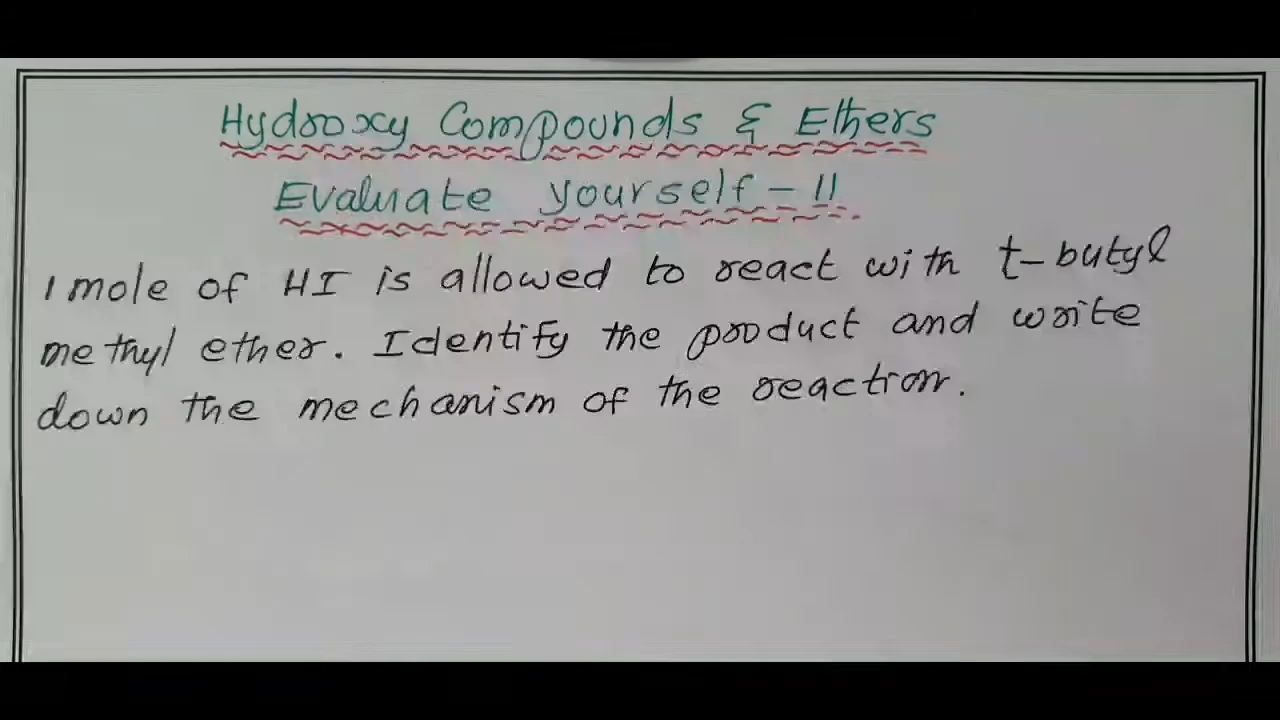 Hydroxy Compounds & Ethers
Evaluate yourself - 11
1 mole of HI is allowed to react with t-butyl
methyl ether. Identify the product and write
down the mechanism of the reaction.